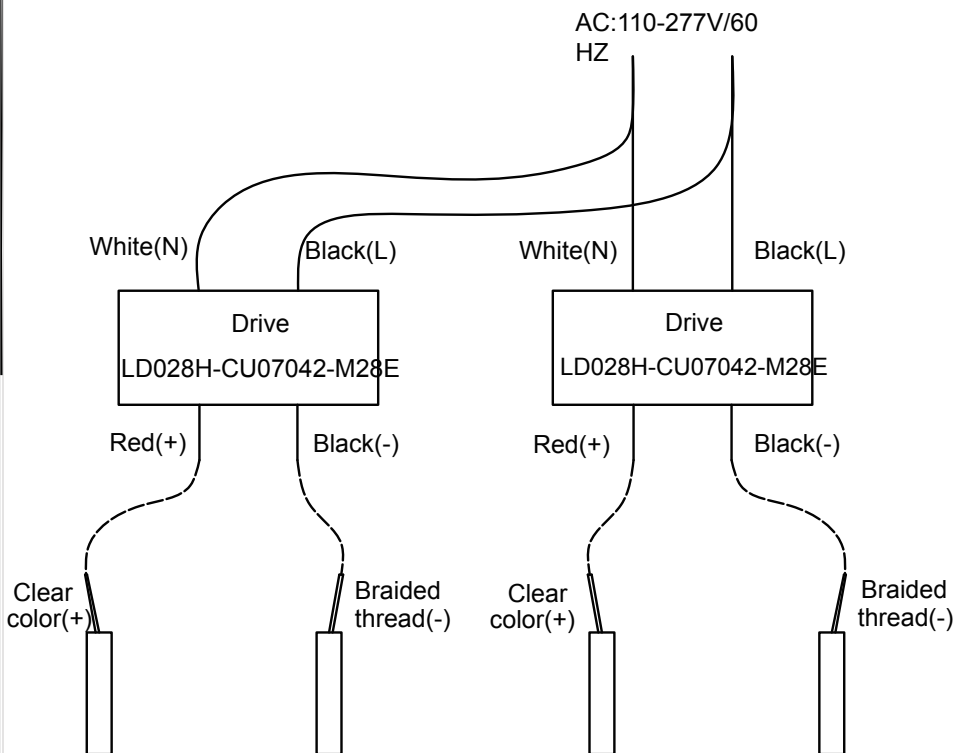 AC:110-277V/60
HZ
White(N)
Black(L)
White(N)
Black(L)
Drive
LD028H-CU07042-M28E
Drive
LD028H-CU07042-M28E
Red(+)
Black(-)
Red(+)
Black(-)
Clear
color(+)
Braided
thread(-)
Clear
color(+)
Braided
thread(-)